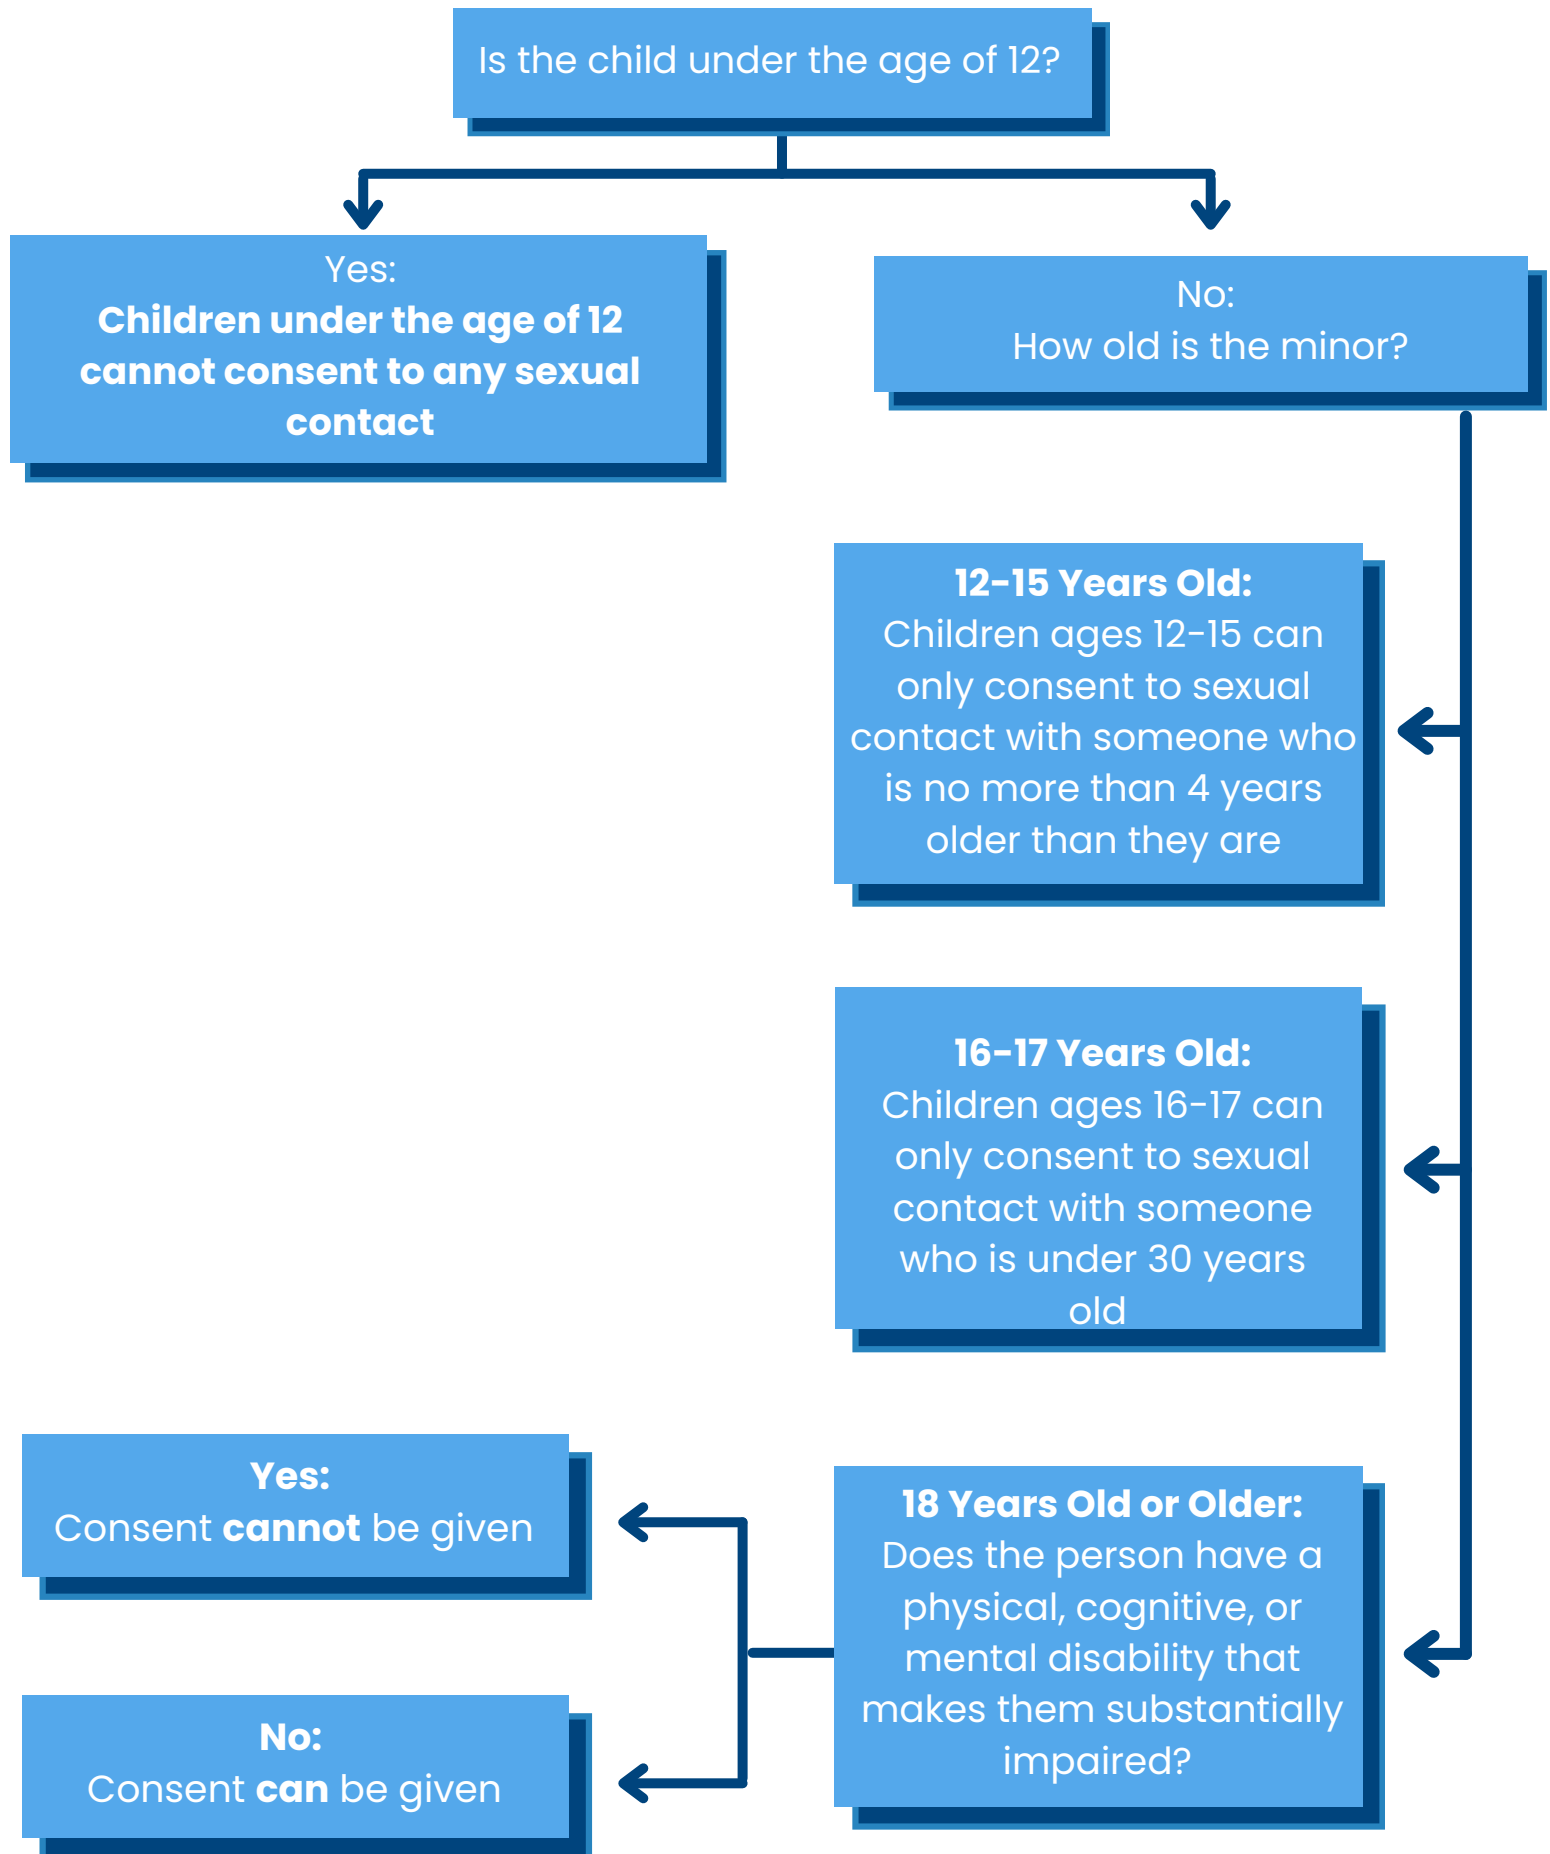 Is the child under the age of 12?
Yes:
Children under the age of 12
cannot consent to any sexual
contact
No:
How old is the minor?
12-15 Years Old:
Children ages 12-15 can
only consent to sexual
contact with someone who
is no more than 4 years
older than they are
16-17 Years Old:
Children ages 16-17 can
only consent to sexual
contact with someone
who is under 30 years
old
18 Years Old or Older:
Does the person have a
physical, cognitive, or
mental disability that
makes them substantially
impaired?
Yes:
Consent cannot be given
No:
Consent can be given